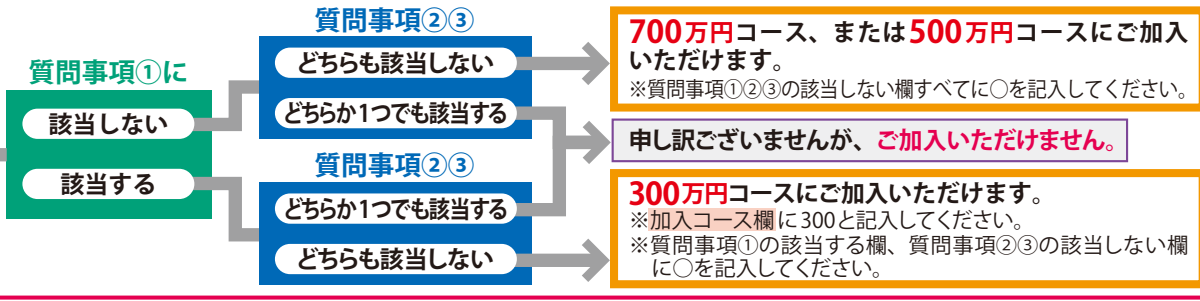 質問事項①に
該当しない
該当する
質問事項②③
どちらも該当しない
どちらか1つでも該当する
質問事項②③
どちらか1つでも該当する
どちらも該当しない
700万円コース、または500万円コースにご加入
いただけます。
※質問事項①②③の該当しない欄すべてに○を記入してください。
申し訳ございませんが、ご加入いただけません。
300万円コースにご加入いただけます。
※加入コース欄に300と記入してください。
※質問事項①の該当する欄、質問事項②③の該当しない欄
に○を記入してください。